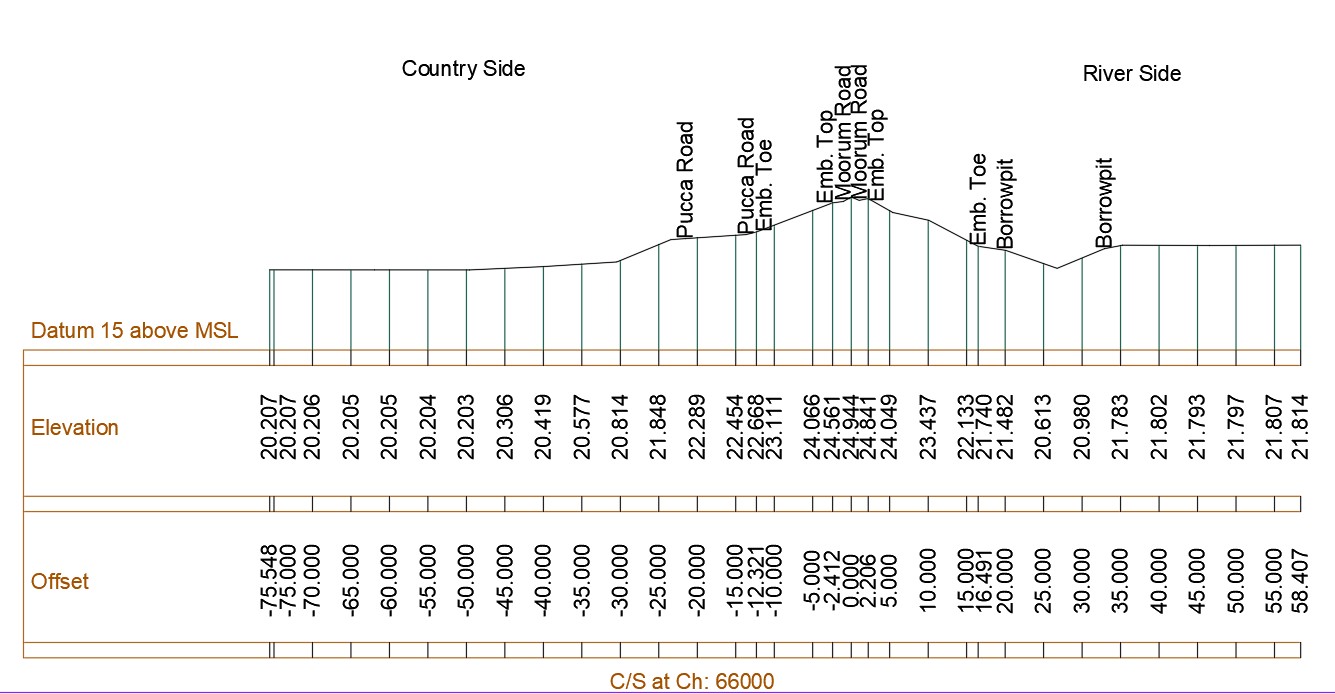 Country Side
River Side
Pucca Road
Pucca Road
Emb. Toe
Emb. Top
Moorum Road
Moorum Road
Emb. Top
Emb. Toe
Borrowpit
Borrowpit
Datum 15 above MSL
Elevation
20.207 20.207 20.206 20.205 20.205 20.204 20.203 20.306 20.419 20.577 20.814 21.848 22.289 22.454 22.668 23.111 24.066 24.561 24.944 24.841 24.049 23.437 22.133 21.740 21.482 20.613 20.980 21.783 21.802 21.793 21.797 21.807 21.814
Offset
-75.548 -75.000 -70.000 -65.000 -60.000 -55.000 -50.000 -45.000 -40.000 -35.000 -30.000 -25.000 -20.000 -15.000 -12.321 -10.000 -5.000 -2.412 0.000 2.206 5.000 10.000 15.000 16.491 20.000 25.000 30.000 35.000 40.000 45.000 50.000 55.000 58.407
C/S at Ch: 66000